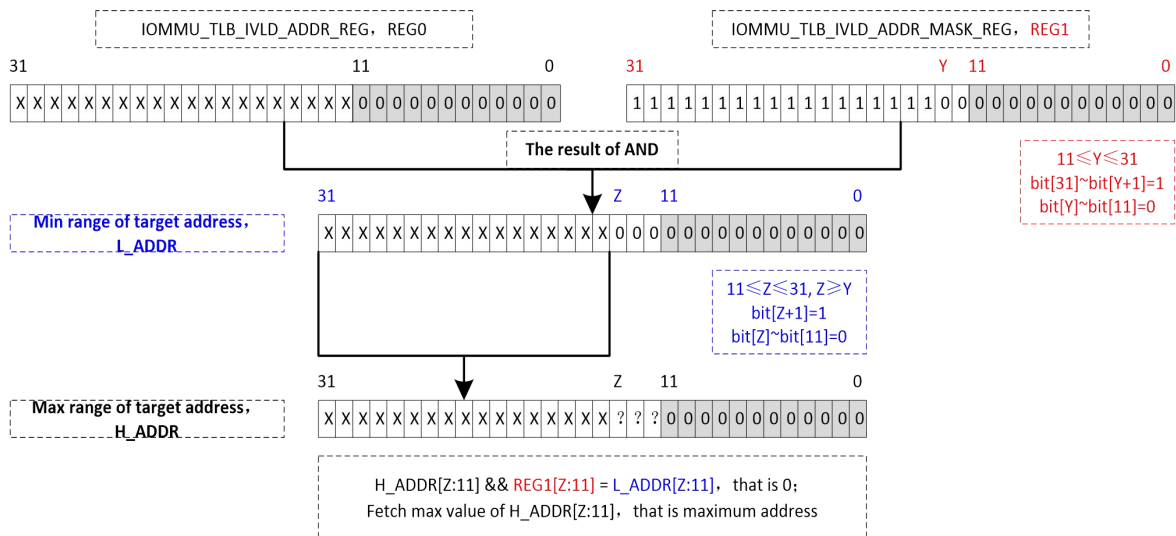 IOMMU_TLB_IVLD_ADDR_REG，REG0
IOMMU_TLB_IVLD_ADDR_MASK_REG，REG1
31 11 0
31 Y 11 0
X X X X X X X X X X X X X X X X X X X X 0 0 0 0 0 0 0 0 0 0 0 0
1 1 1 1 1 1 1 1 1 1 1 1 1 1 1 1 1 1 0 0 0 0 0 0 0 0 0 0 0 0 0 0
The result of AND
11≤Y≤31
bit[31]~bit[Y+1]=1
bit[Y]~bit[11]=0
31 Z 11 0
Min range of target address，
L_ADDR
X X X X X X X X X X X X X X X X X 0 0 0 0 0 0 0 0 0 0 0 0 0 0 0
11≤Z≤31, Z≥Y
bit[Z+1]=1
bit[Z]~bit[11]=0
31 Z 11 0
Max range of target address，
H_ADDR
X X X X X X X X X X X X X X X X X ? ? ? 0 0 0 0 0 0 0 0 0 0 0 0
H_ADDR[Z:11] && REG1[Z:11] = L_ADDR[Z:11]，that is 0;
Fetch max value of H_ADDR[Z:11]，that is maximum address